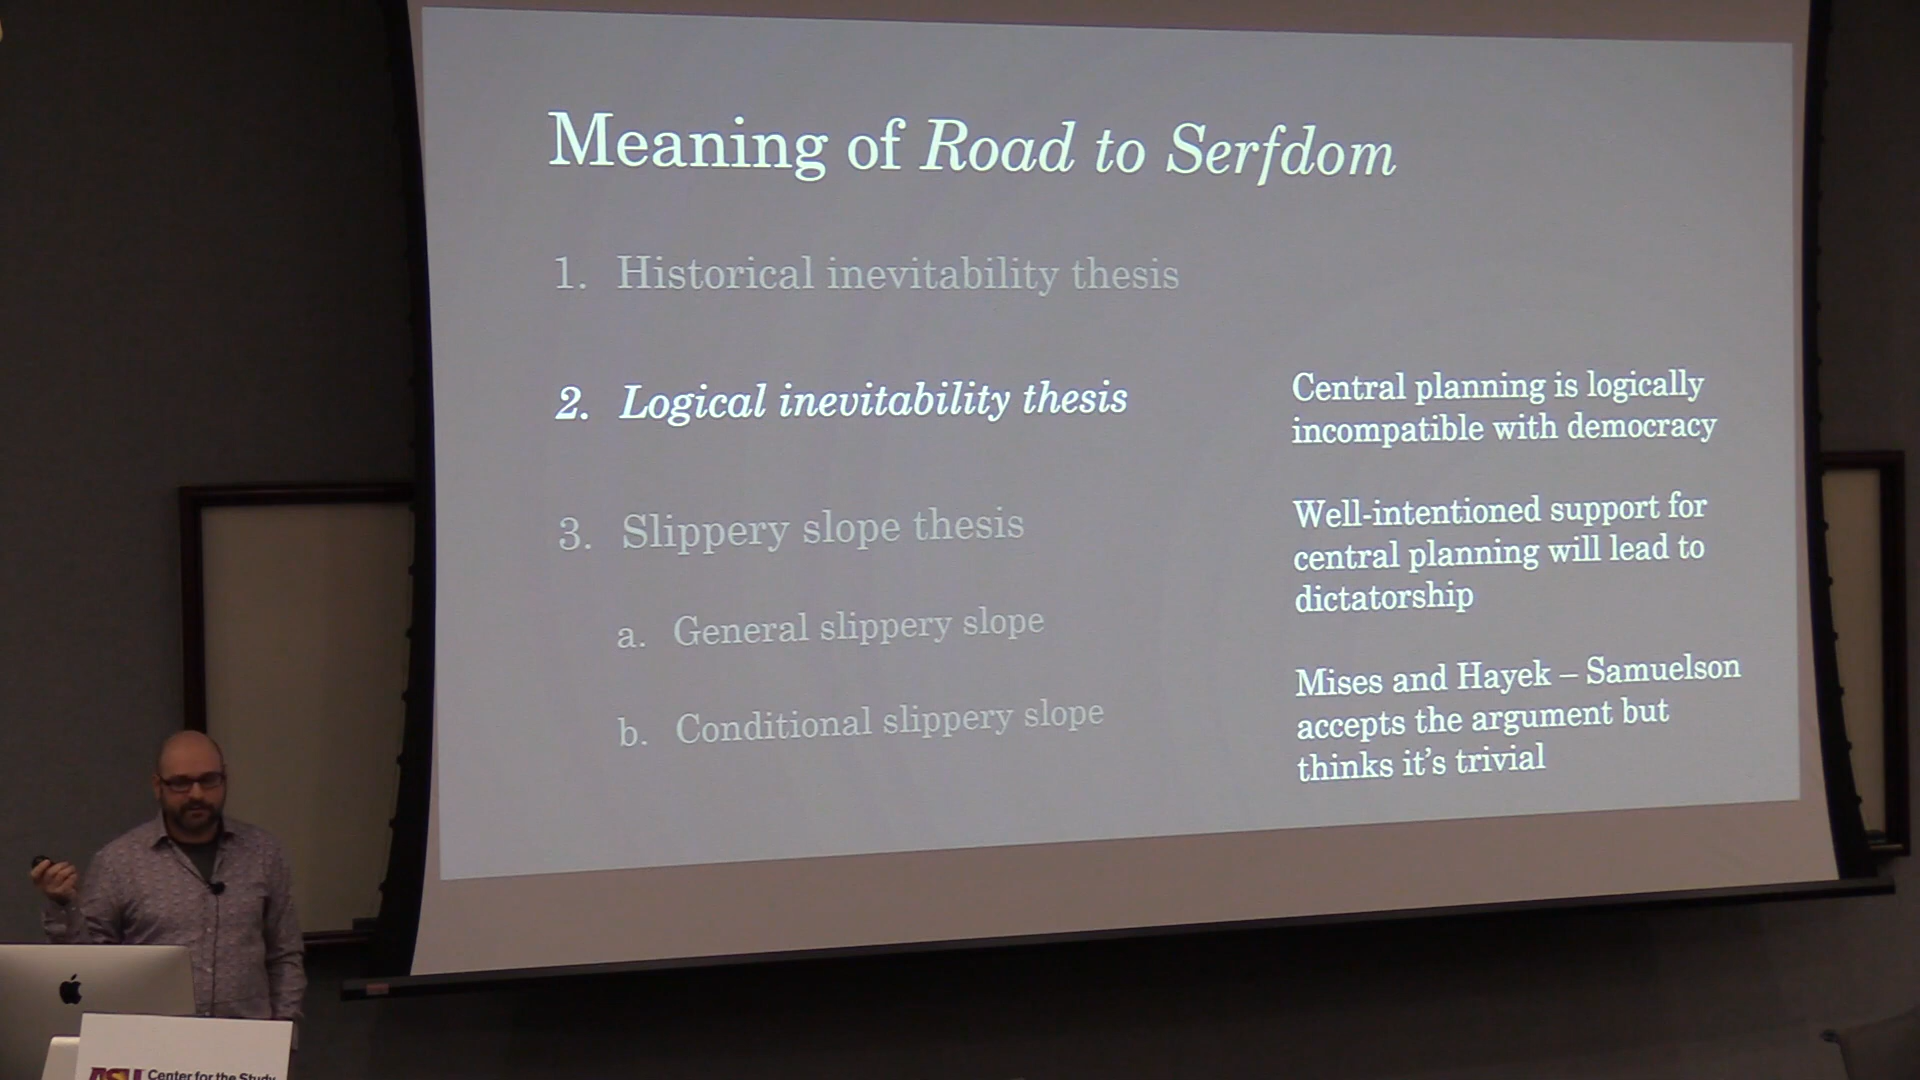 Meaning of Road to Serfdom
1. Historical inevitability thesis
2. Logical inevitability thesis
3. Slippery slope thesis
a. General slippery slope
b. Conditional slippery slope
Central planning is logically
incompatible with democracy
Well-intentioned support for
central planning will lead to
dictatorship
Mises and Hayek – Samuelson
accepts the argument but
thinks it's trivial
ASU Center for the Study